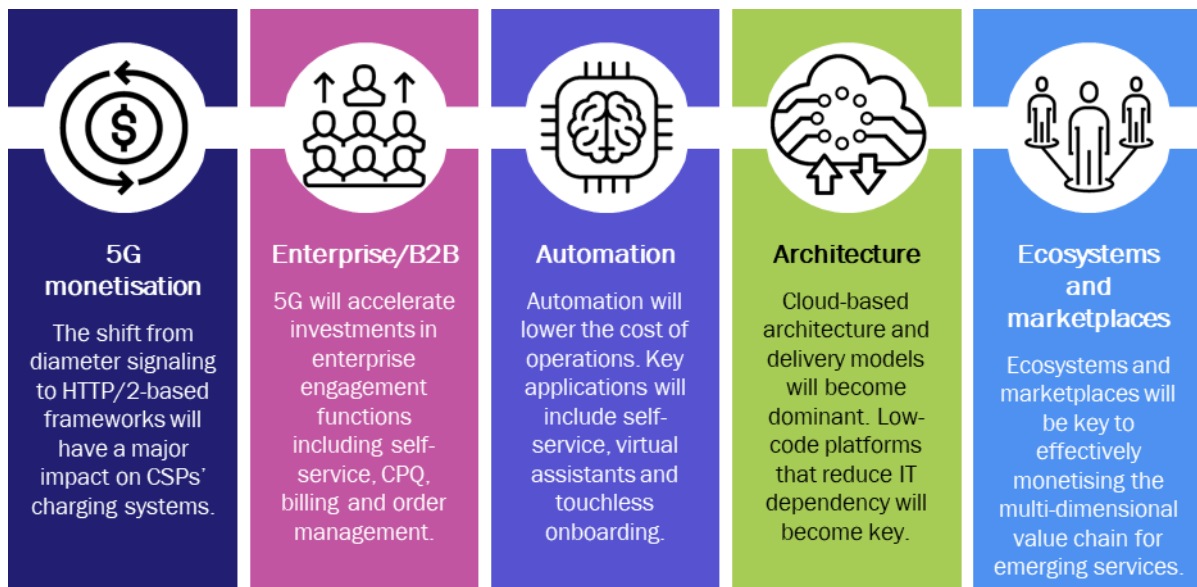 $
5G
monetisation
The shift from
diameter signaling
to HTTP/2-based
frameworks will
have a major
impact on CSPs'
charging systems.
Enterprise/B2B
5G will accelerate
investments in
enterprise
engagement
functions
including self-
service, CPQ,
billing and order
management.
Automation
Automation will
lower the cost of
operations. Key
applications will
include self-
service, virtual
assistants and
touchless
onboarding.
Architecture
Cloud-based
architecture and
delivery models
will become
dominant. Low-
code platforms
that reduce IT
dependency will
become key.
Ecosystems
and
marketplaces
Ecosystems and
marketplaces will
be key to
effectively
monetising the
multi-dimensional
value chain for
emerging services.